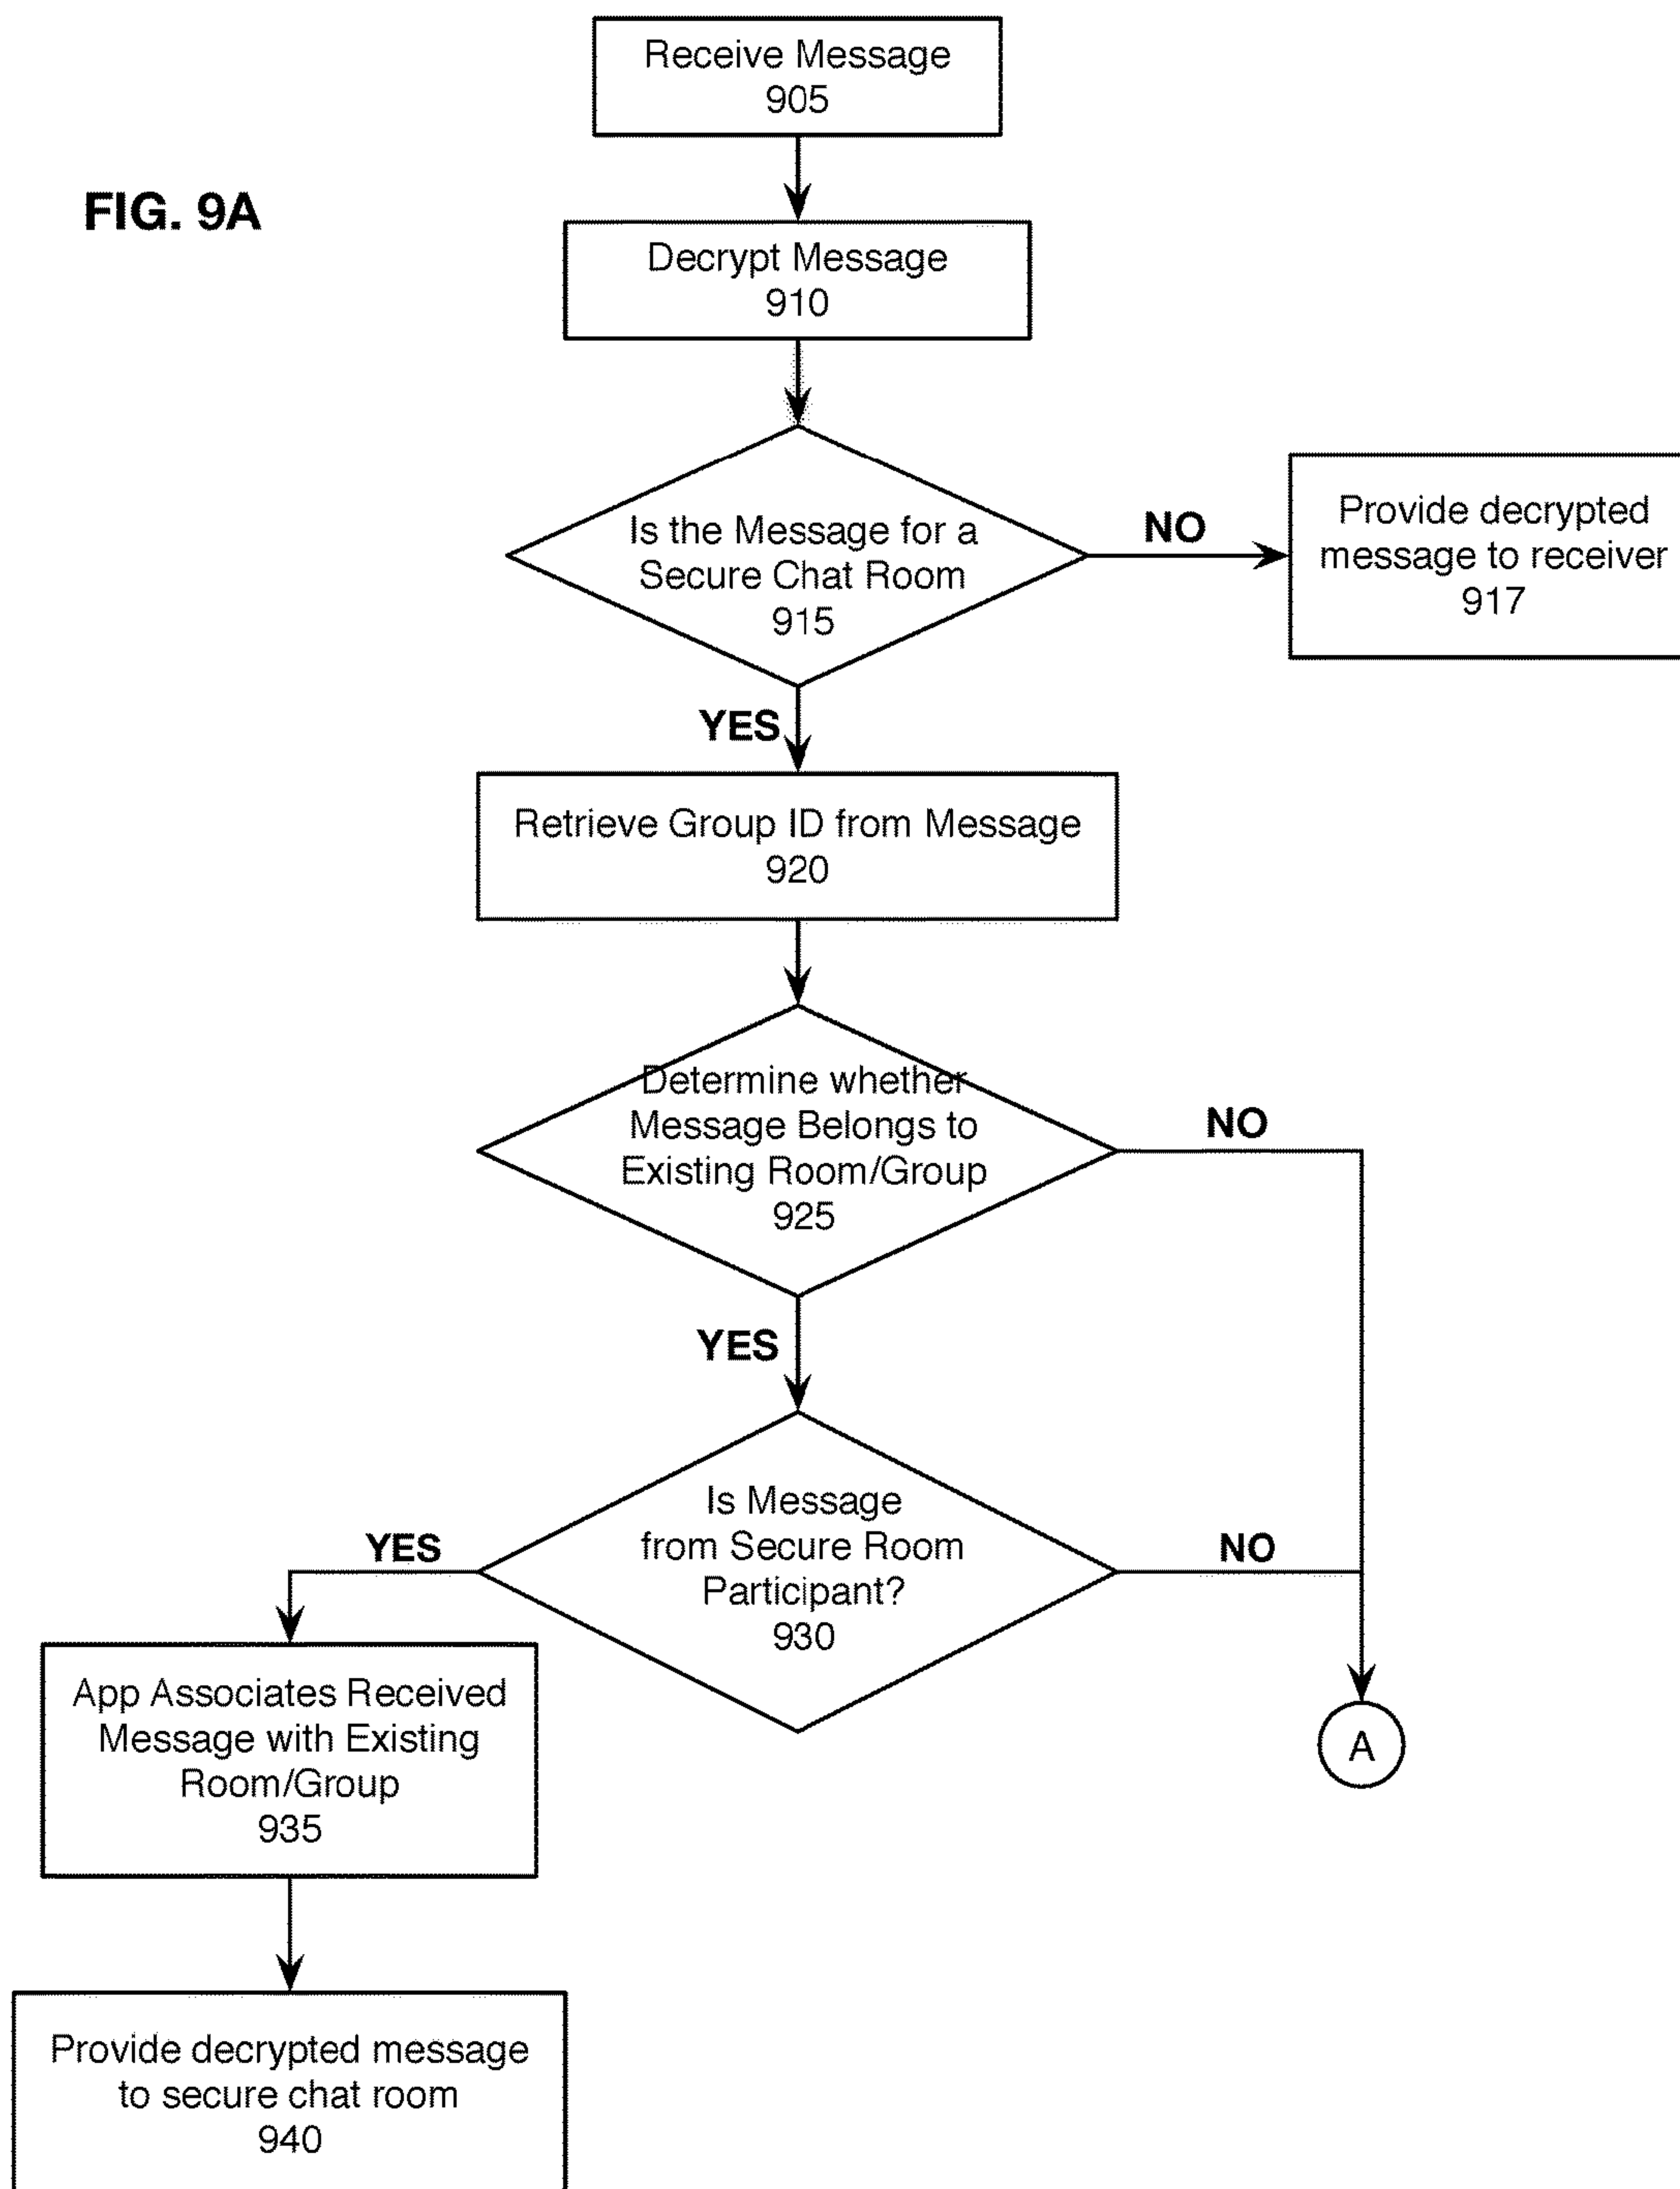 Receive Message
905
FIG. 9A
Decrypt Message
910
Is the Message for a
Secure Chat Room
915
NO
Provide decrypted
message to receiver
917
YES
Retrieve Group ID from Message
920
Determine whether
Message Belongs to
Existing Room/Group
925
NO
YES
Is Message
from Secure Room
Participant?
930
YES
NO
App Associates Received
Message with Existing
Room/Group
935
A
Provide decrypted message
to secure chat room
940